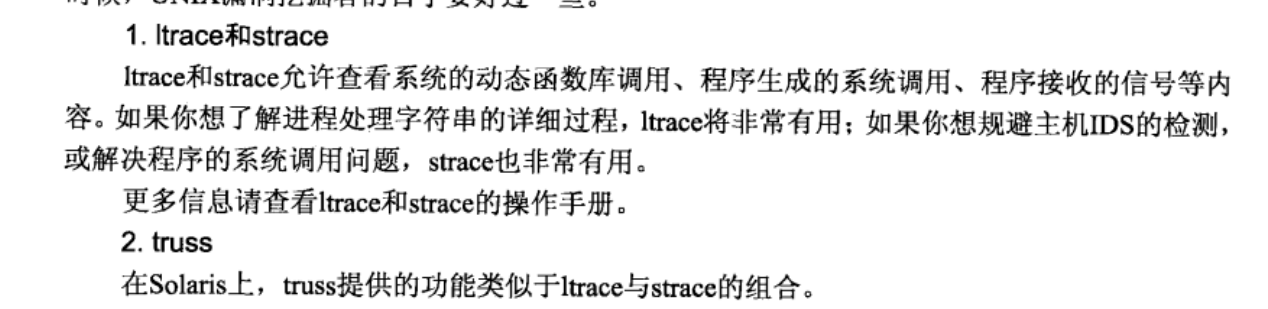 1. ltrace和strace
ltrace和strace允许查看系统的动态函数库调用、程序生成的系统调用、程序接收的信号等内
容。如果你想了解进程处理字符串的详细过程，ltrace将非常有用；如果你想规避主机IDS的检测，
或解决程序的系统调用问题，strace也非常有用。
更多信息请查看ltrace和strace的操作手册。
2. truss
在Solaris上，truss提供的功能类似于ltrace与strace的组合。